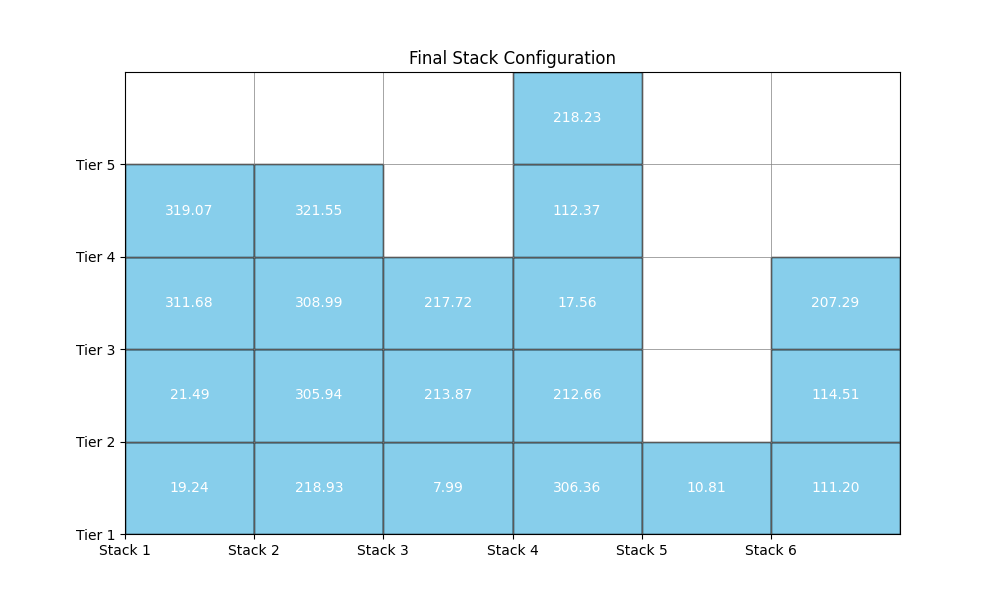 Final Stack Configuration
218.23
Tier 5
319.07 321.55 112.37
Tier 4
311.68 308.99 217.72 17.56 207.29
Tier 3
21.49 305.94 213.87 212.66 114.51
Tier 2
19.24 218.93 7.99 306.36 10.81 111.20
Tier 1
Stack 1 Stack 2 Stack 3 Stack 4 Stack 5 Stack 6